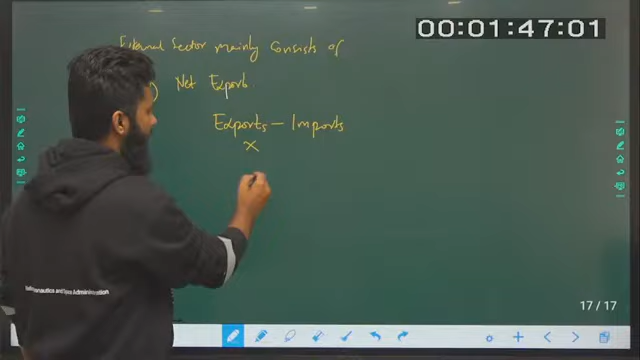 00:01:47:01
External Sector mainly consists of
) Net Exports
Exports – Imports
X
17 / 17